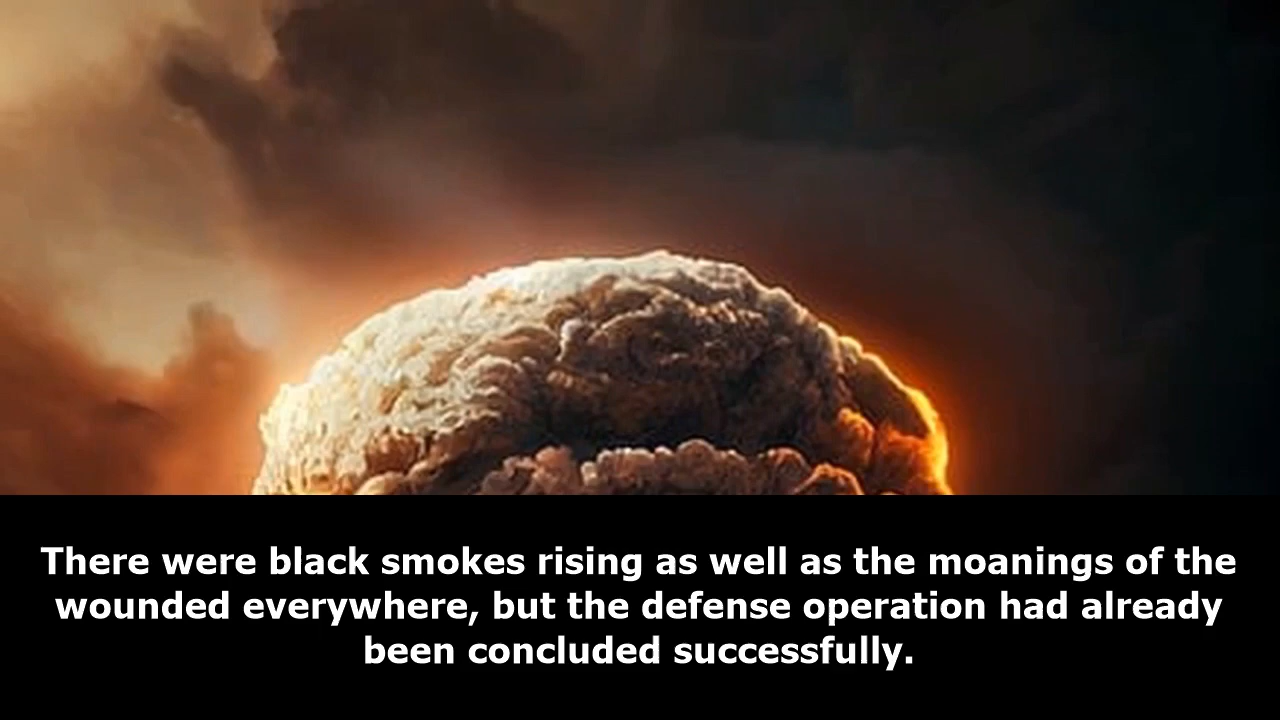 There were black smokes rising as well as the moanings of the
wounded everywhere, but the defense operation had already
been concluded successfully.